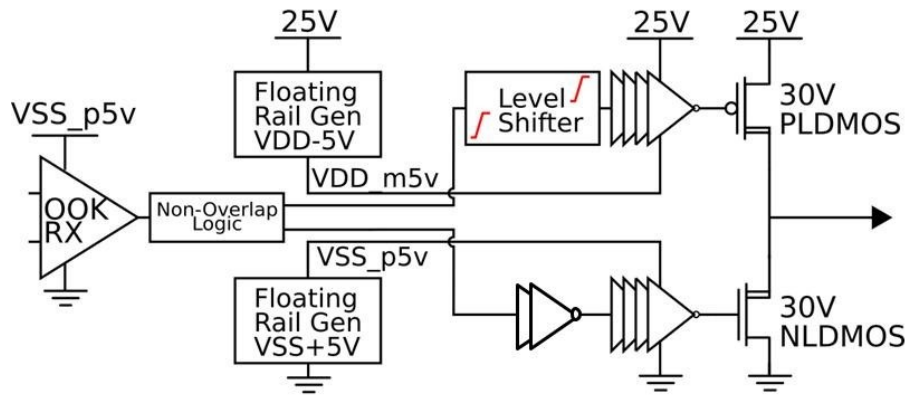 25V
25V
25V
Floating
Rail Gen
VDD-5V
Level
Shifter
30V
PLDMOS
VSS_p5v
VDD_m5v
OOK
RX
Non-Overlap
Logic
VSS_p5v
Floating
Rail Gen
VSS+5V
30V
NLDMOS